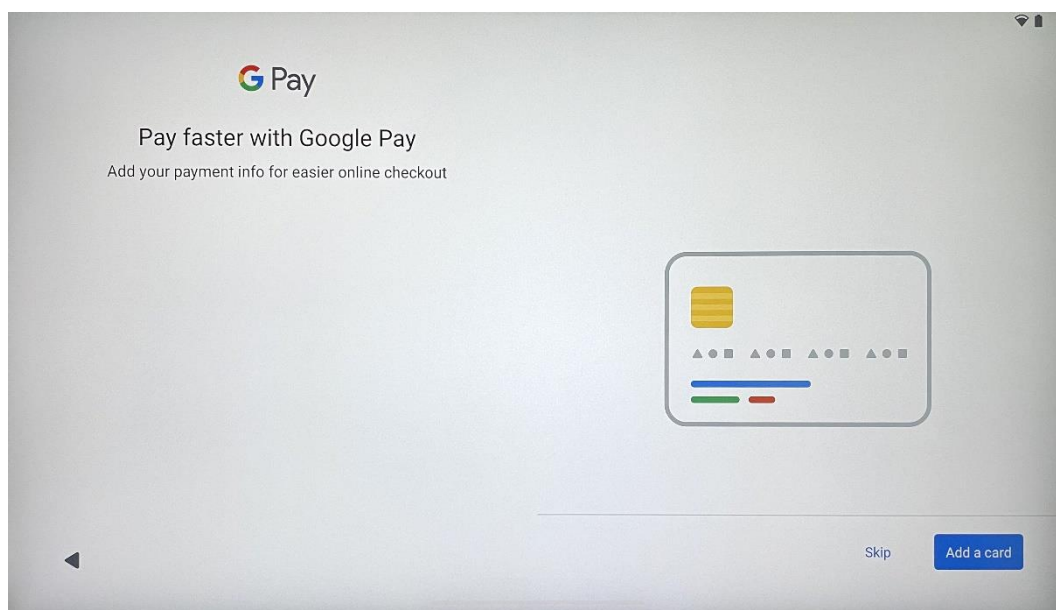 G Pay
Pay faster with Google Pay
Add your payment info for easier online checkout
Skip
Add a card